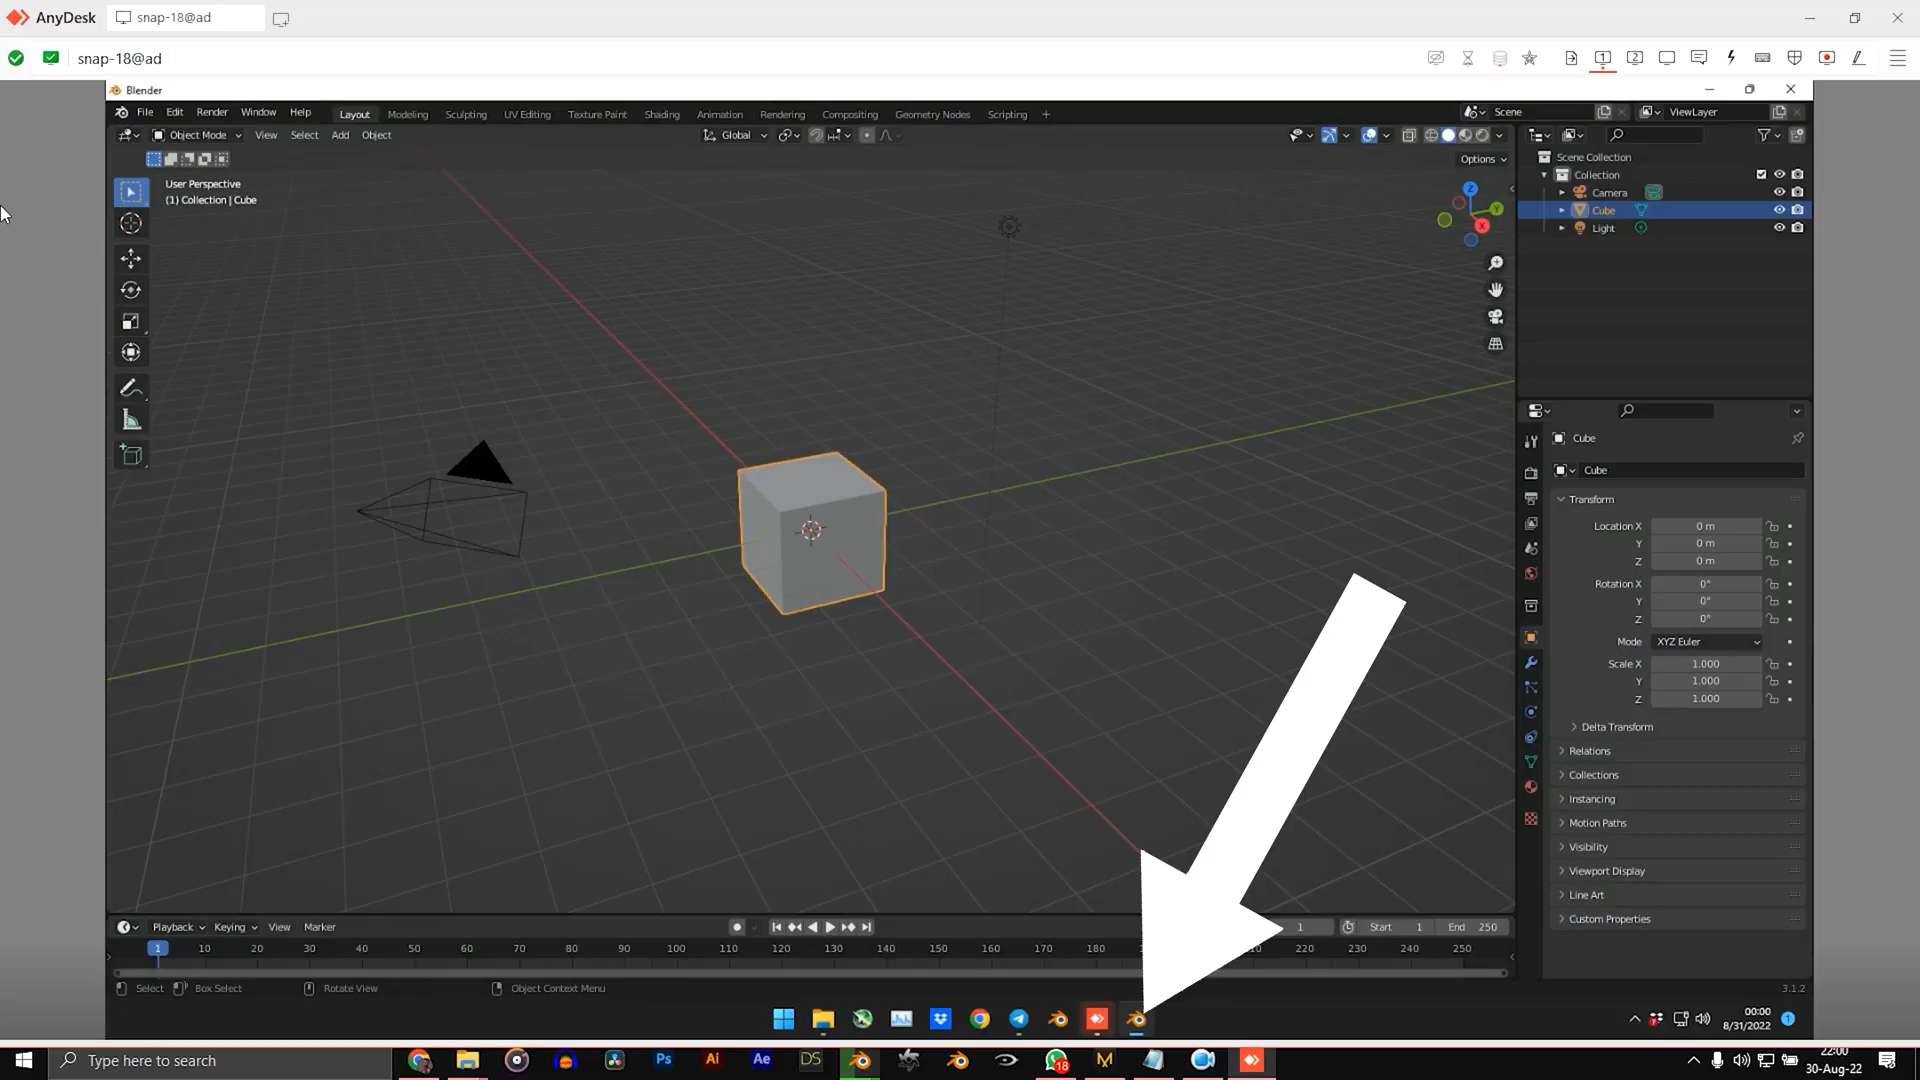 AnyDesk snap-18@ad
snap-18@ad
Blender
File Edit Render Window Help Layout Modeling Sculpting UV Editing Texture Paint Shading Animation Rendering Compositing Geometry Nodes Scripting + Scene ViewLayer
Object Mode View Select Add Object Global
Options
User Perspective
(1) Collection | Cube
Z
Y
X
Scene Collection
Collection
Camera
Cube
Light
Cube
Cube
Transform
Location X 0 m
Y 0 m
Z 0 m
Rotation X 0°
Y 0°
Z 0°
Mode XYZ Euler
Scale X 1.000
Y 1.000
Z 1.000
Delta Transform
Relations
Collections
Instancing
Motion Paths
Visibility
Viewport Display
Line Art
Custom Properties
Playback Keying View Marker 1 Start 1 End 250
1 10 20 30 40 50 60 70 80 90 100 110 120 130 140 150 160 170 180 220 230 240 250
Select Box Select Rotate View Object Context Menu 3.1.2
00:00
8/31/2022 1
Type here to search Ps Ai Ae DS 18 M
22:00
30-Aug-22